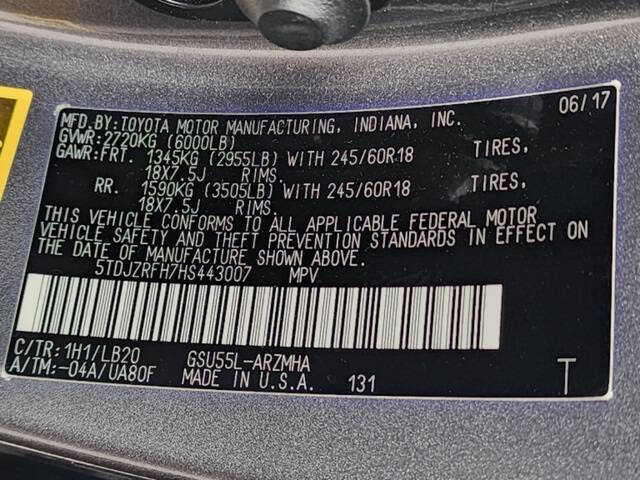 MFD.BY:TOYOTA MOTOR MANUFACTURING, INDIANA, INC. 06/17
GVWR:2720KG (6000LB)
GAWR:FRT. 1345KG (2955LB) WITH 245/60R18 TIRES,
18X7.5J RIMS.
RR. 1590KG (3505LB) WITH 245/60R18 TIRES,
18X7.5J RIMS.
THIS VEHICLE CONFORMS TO ALL APPLICABLE FEDERAL MOTOR
VEHICLE SAFETY AND THEFT PREVENTION STANDARDS IN EFFECT ON
THE DATE OF MANUFACTURE SHOWN ABOVE.
5TDJZRFH7HS443007 MPV
C/TR:1H1/LB20 GSU55L-ARZMHA
A/TM:-04A/UA80F MADE IN U.S.A. 131 T